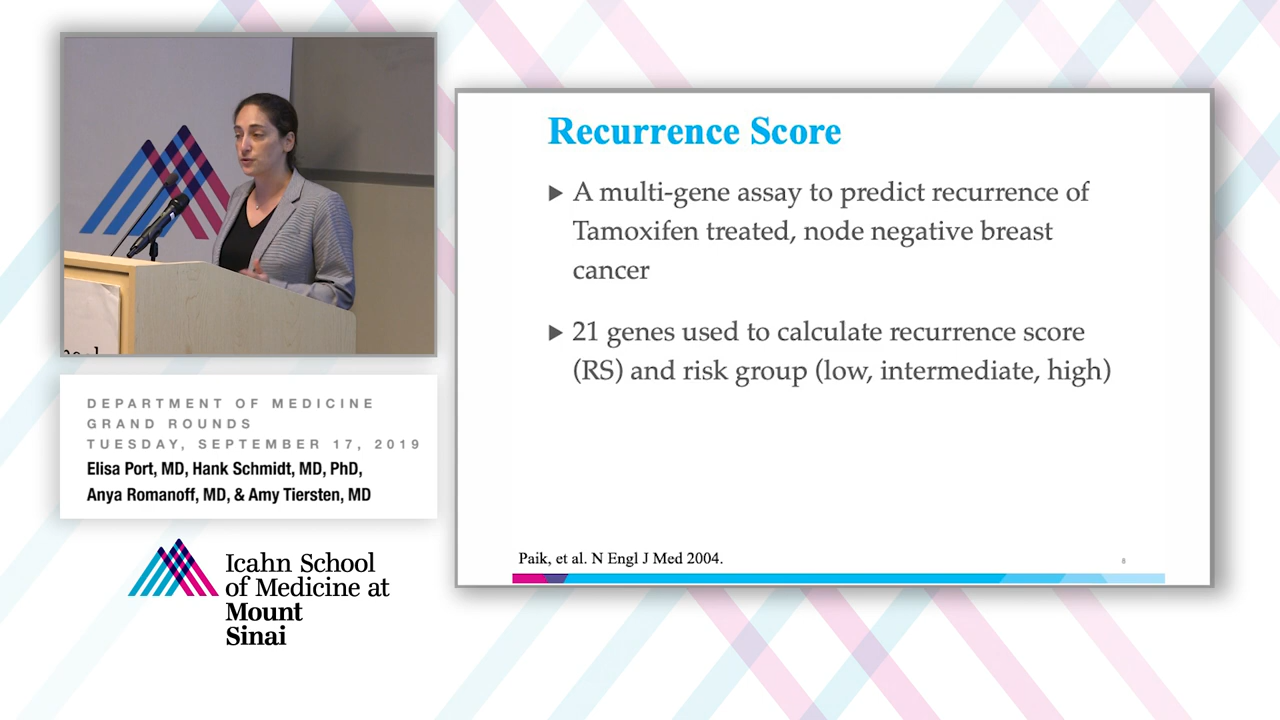 Recurrence Score
▶ A multi-gene assay to predict recurrence of
Tamoxifen treated, node negative breast
cancer
▶ 21 genes used to calculate recurrence score
(RS) and risk group (low, intermediate, high)
Paik, et al. N Engl J Med 2004.
8
DEPARTMENT OF MEDICINE
GRAND ROUNDS
TUESDAY, SEPTEMBER 17, 2019
Elisa Port, MD, Hank Schmidt, MD, PhD,
Anya Romanoff, MD, & Amy Tiersten, MD
Icahn School
of Medicine at
Mount
Sinai